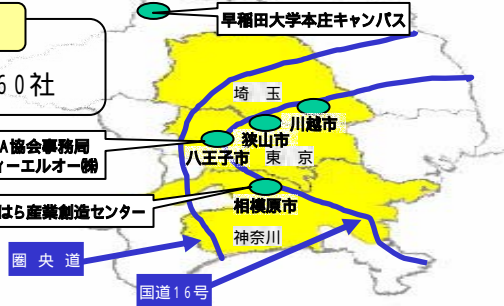 早稲田大学本庄キャンパス
60社
埼 玉
川越市
狭山市
A協会事務局
ィーエルオー㈱
八王子市
東 京
はら産業創造センター
相模原市
神奈川
圏 央 道
国道16号